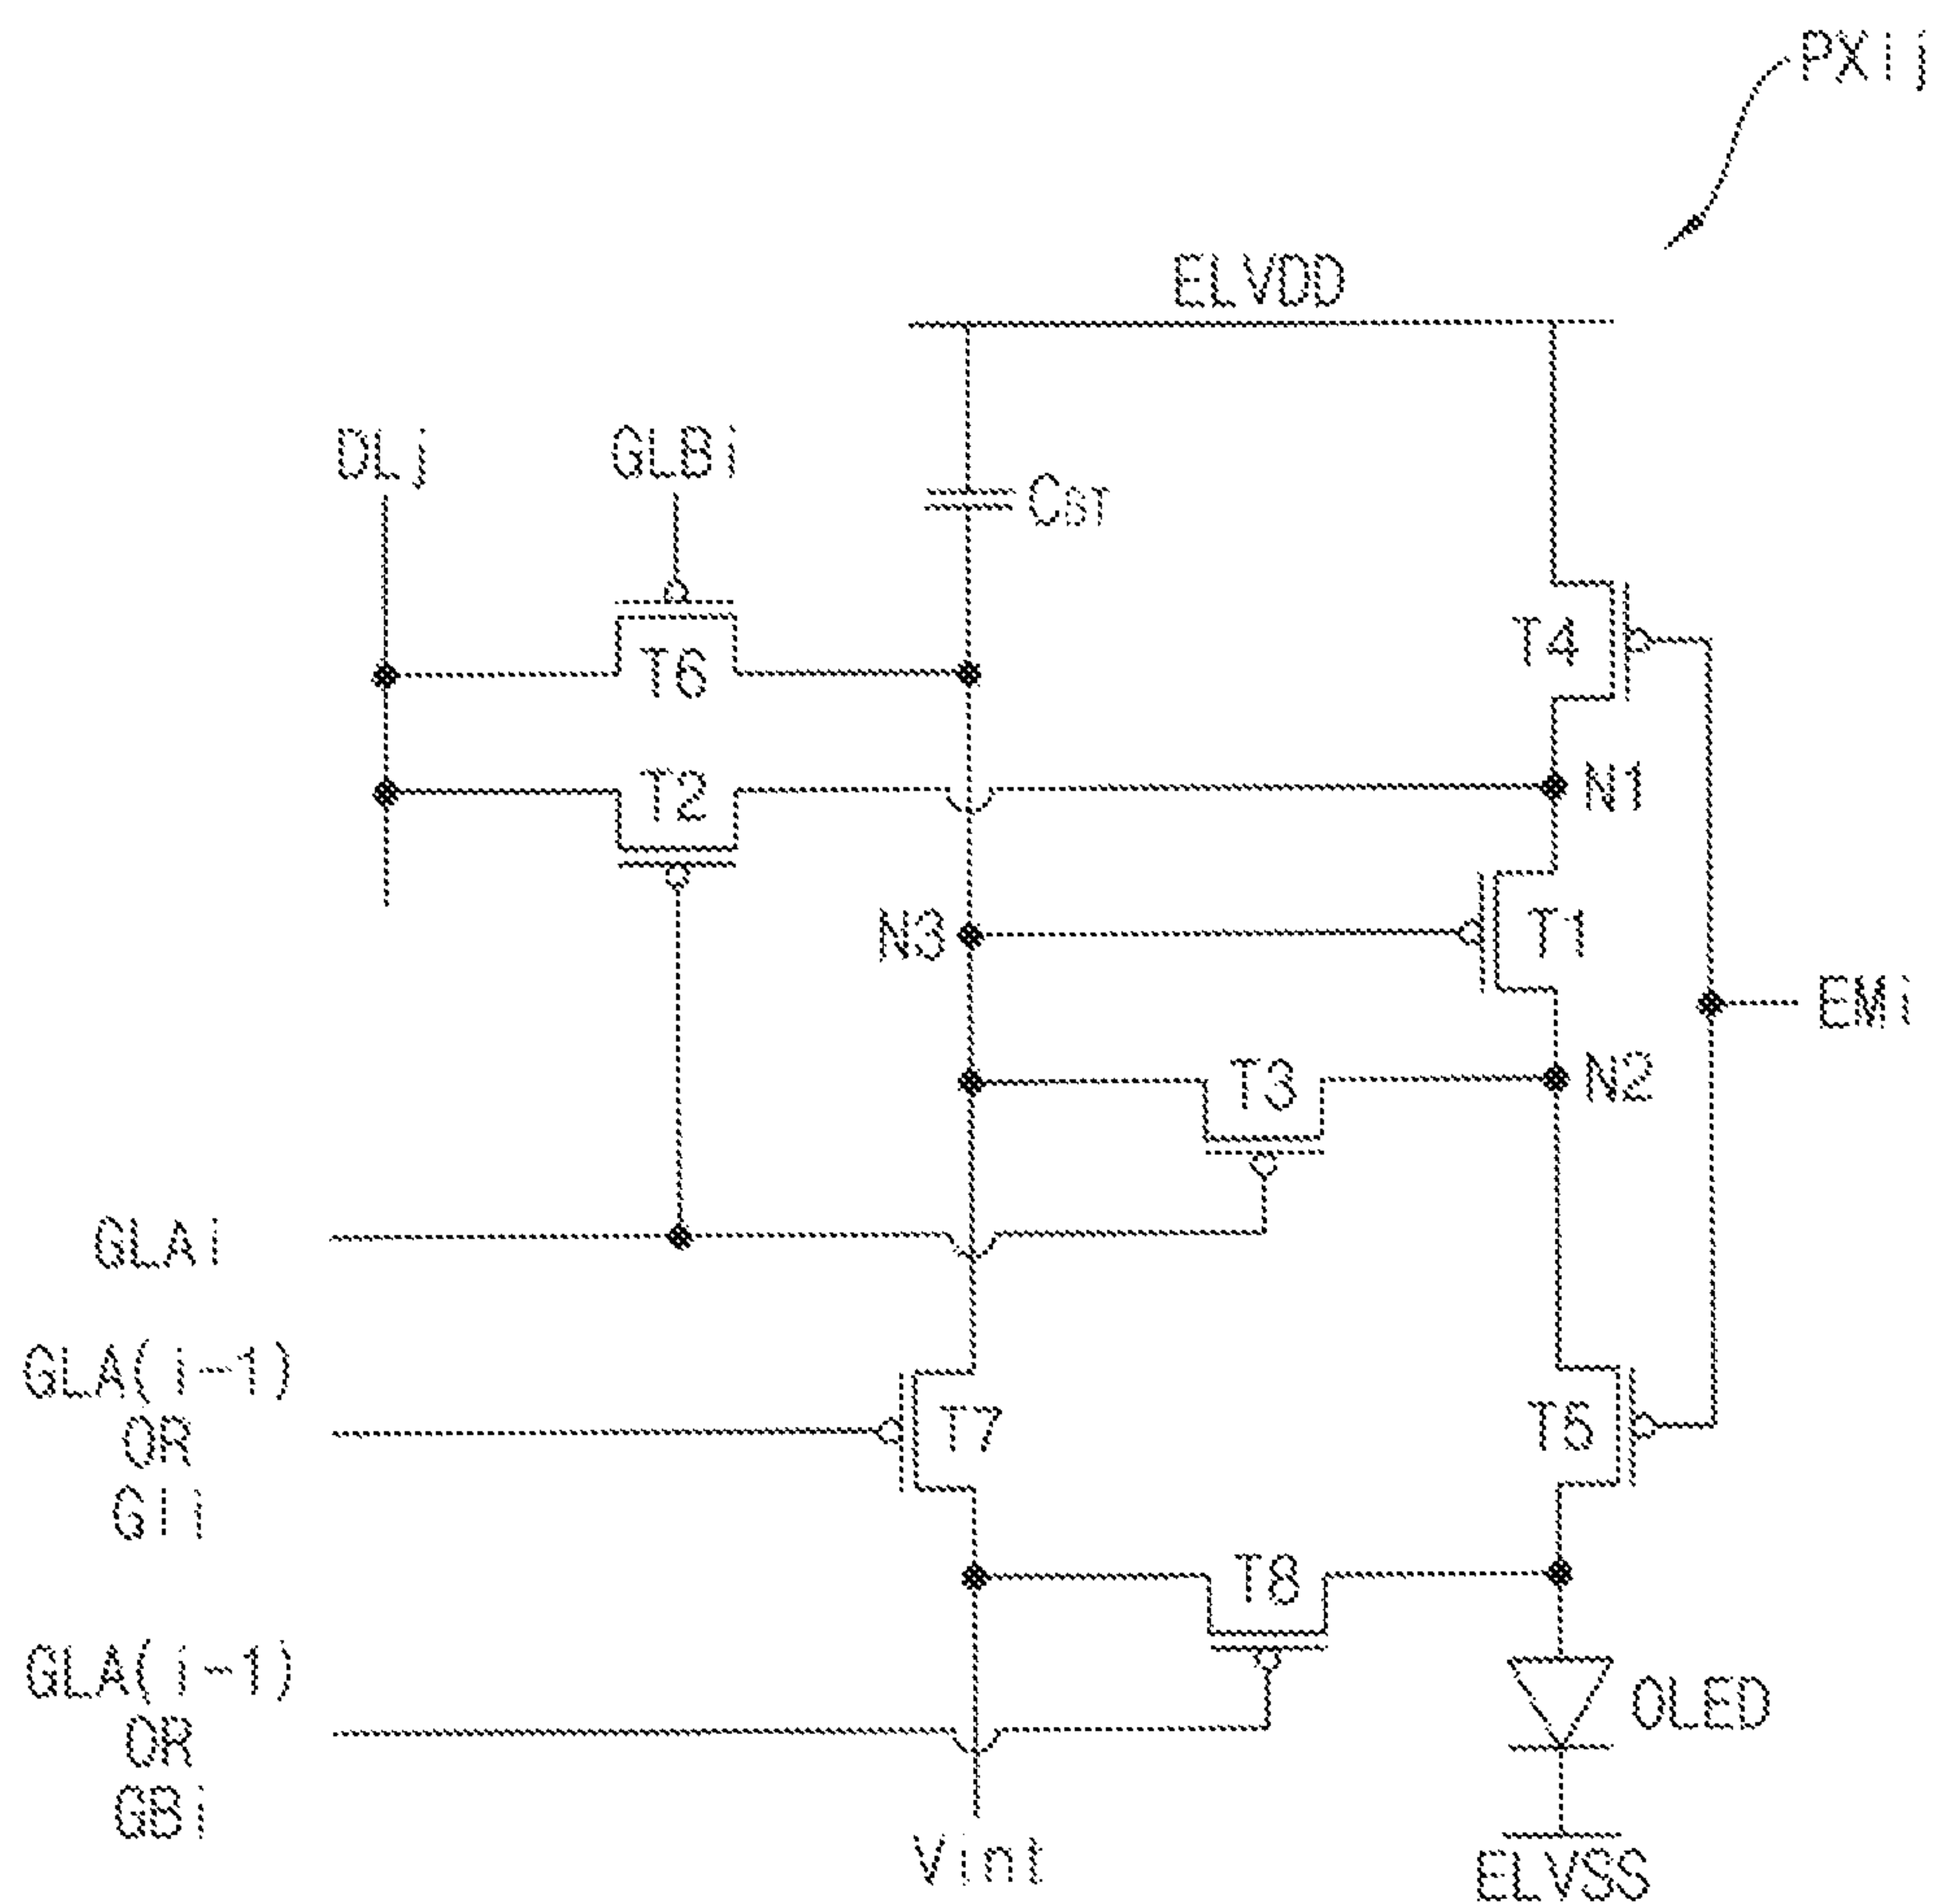 PXij
ELVDD
DLj
GLBi
CST
T6
T4
T2
N1
N3
T1
EMi
T3
N2
GLAi
GLA(i-1)
OR
GIi
T7
T5
T8
GLA(i-1)
OR
GBi
OLED
Vint
ELVSS